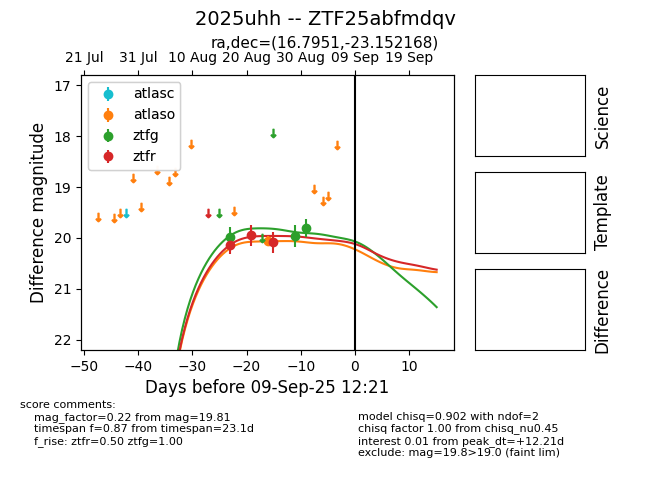 2025uhh -- ZTF25abfmdqv
ra,dec=(16.7951,-23.152168)
21 Jul 31 Jul 10 Aug 20 Aug 30 Aug 09 Sep 19 Sep
17
18
19
20
21
22
Difference magnitude
atlasc
atlaso
ztfg
ztfr
−50 −40 −30 −20 −10 0 10
Days before 09-Sep-25 12:21
Science
Template
Difference
score comments:
mag_factor=0.22 from mag=19.81
timespan f=0.87 from timespan=23.1d
f_rise: ztfr=0.50 ztfg=1.00
model chisq=0.902 with ndof=2
chisq factor 1.00 from chisq_nu0.45
interest 0.01 from peak_dt=+12.21d
exclude: mag=19.8>19.0 (faint lim)